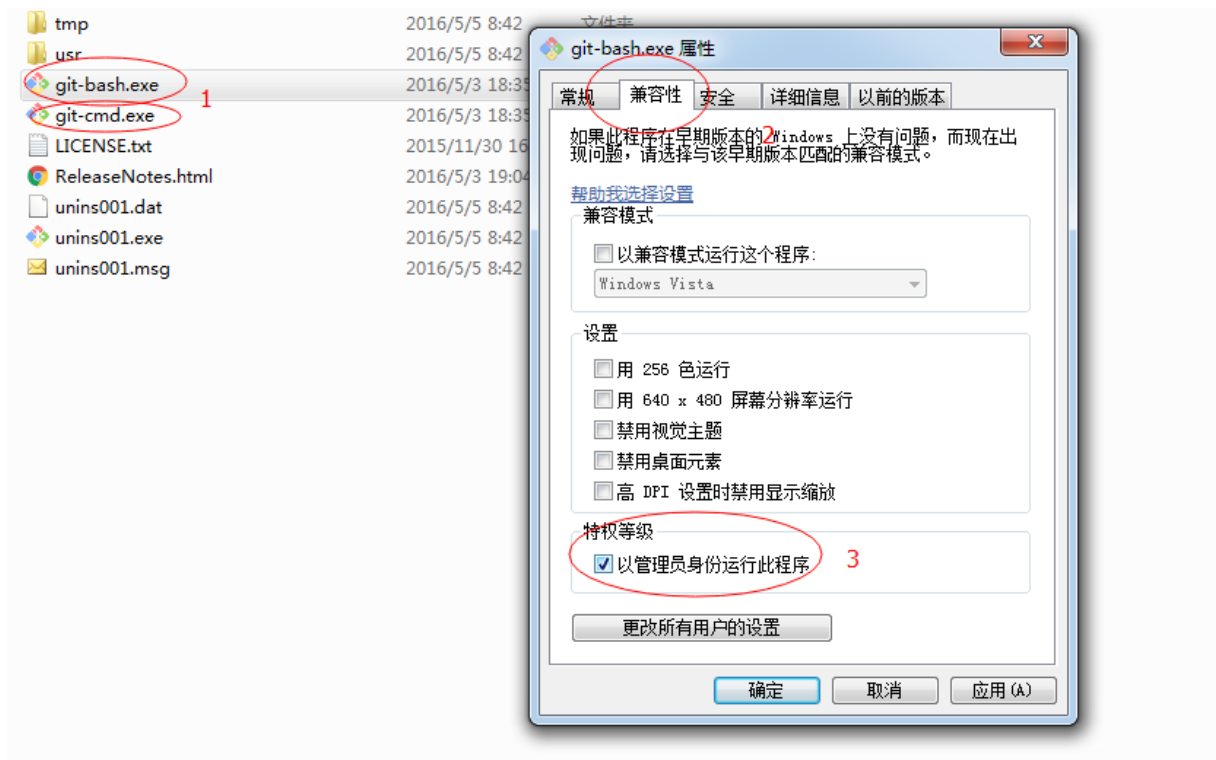 tmp 2016/5/5 8:42 文件夹
usr 2016/5/5 8:42
git-bash.exe 2016/5/3 18:35
1
git-cmd.exe 2016/5/3 18:35
LICENSE.txt 2015/11/30 16
ReleaseNotes.html 2016/5/3 19:04
unins001.dat 2016/5/5 8:42
unins001.exe 2016/5/5 8:42
unins001.msg 2016/5/5 8:42
git-bash.exe 属性
常规 兼容性 安全 详细信息 以前的版本
2
如果此程序在早期版本的 Windows 上没有问题，而现在出
现问题，请选择与该早期版本匹配的兼容模式。
帮助我选择设置
兼容模式
以兼容模式运行这个程序:
Windows Vista
设置
用 256 色运行
用 640 x 480 屏幕分辨率运行
禁用视觉主题
禁用桌面元素
高 DPI 设置时禁用显示缩放
特权等级
以管理员身份运行此程序
3
更改所有用户的设置
确定 取消 应用(A)